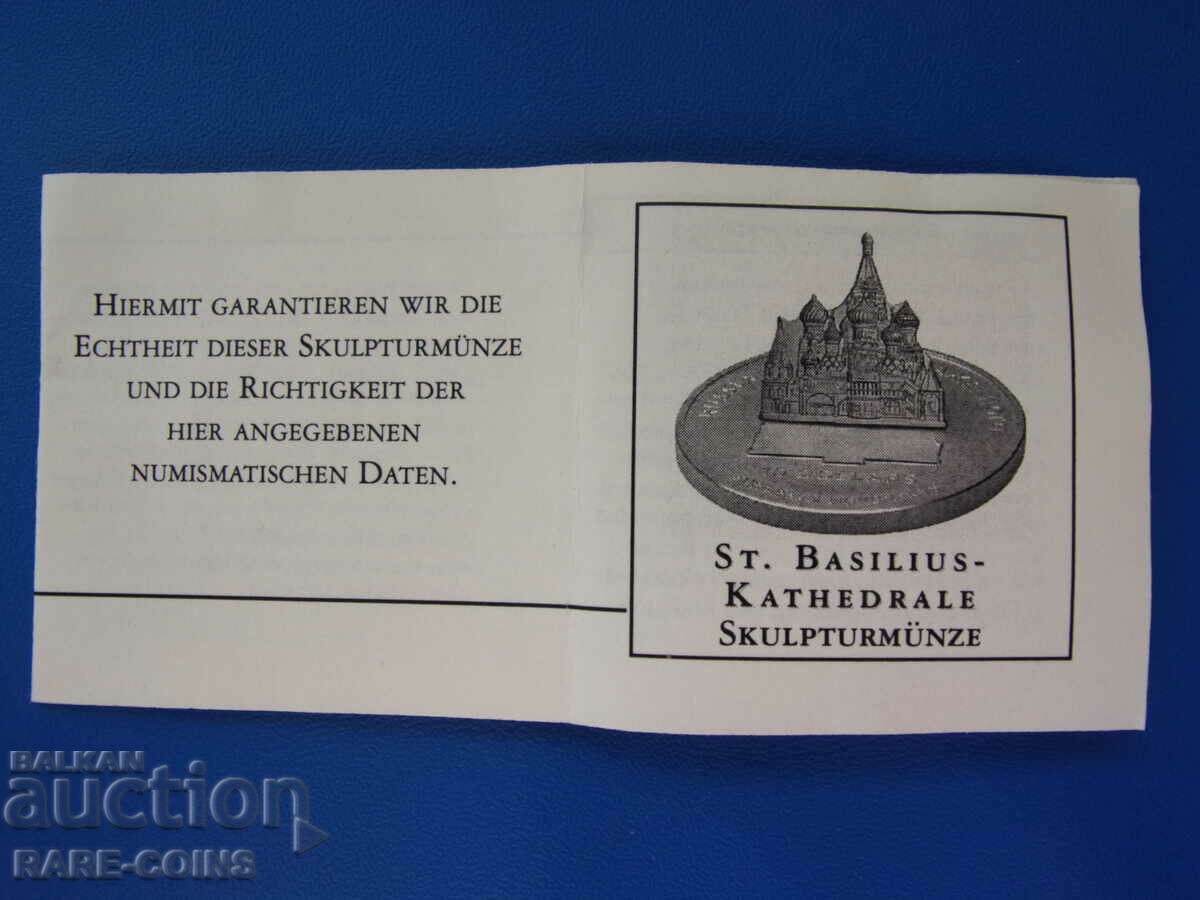 HIERMIT GARANTIEREN WIR DIE
ECHTHEIT DIESER SKULPTURMÜNZE
UND DIE RICHTIGKEIT DER
HIER ANGEGEBENEN
NUMISMATISCHEN DATEN.
ST. BASILIUS-
KATHEDRALE
SKULPTURMÜNZE
BALKAN
auction
RARE-COINS